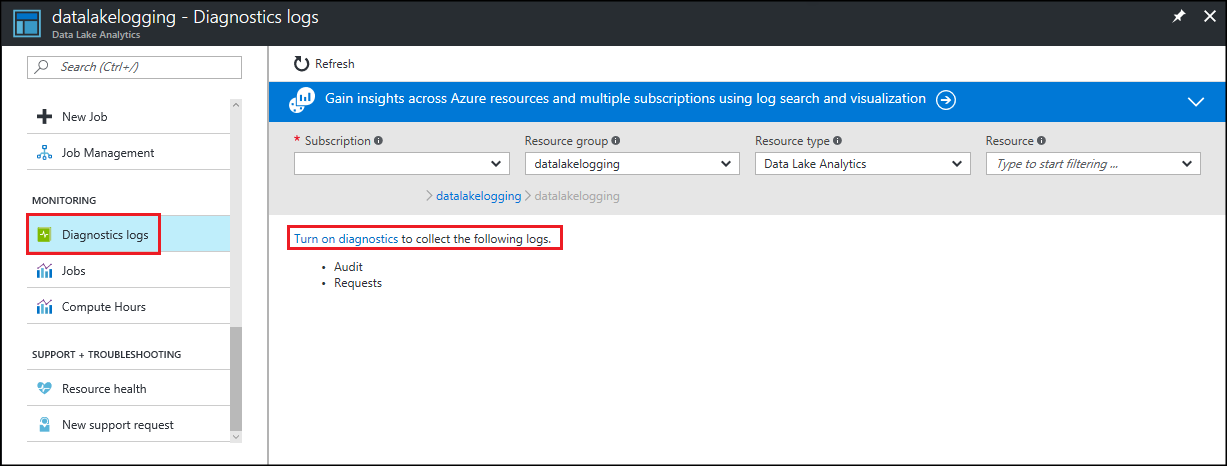 datalakelogging - Diagnostics logs
Data Lake Analytics
Search (Ctrl+/)
New Job
Job Management
MONITORING
Diagnostics logs
Jobs
Compute Hours
SUPPORT + TROUBLESHOOTING
Resource health
New support request
Refresh
Gain insights across Azure resources and multiple subscriptions using log search and visualization
* Subscription Resource group Resource type Resource
datalakelogging Data Lake Analytics Type to start filtering ...
> datalakelogging > datalakelogging
Turn on diagnostics to collect the following logs.
• Audit
• Requests